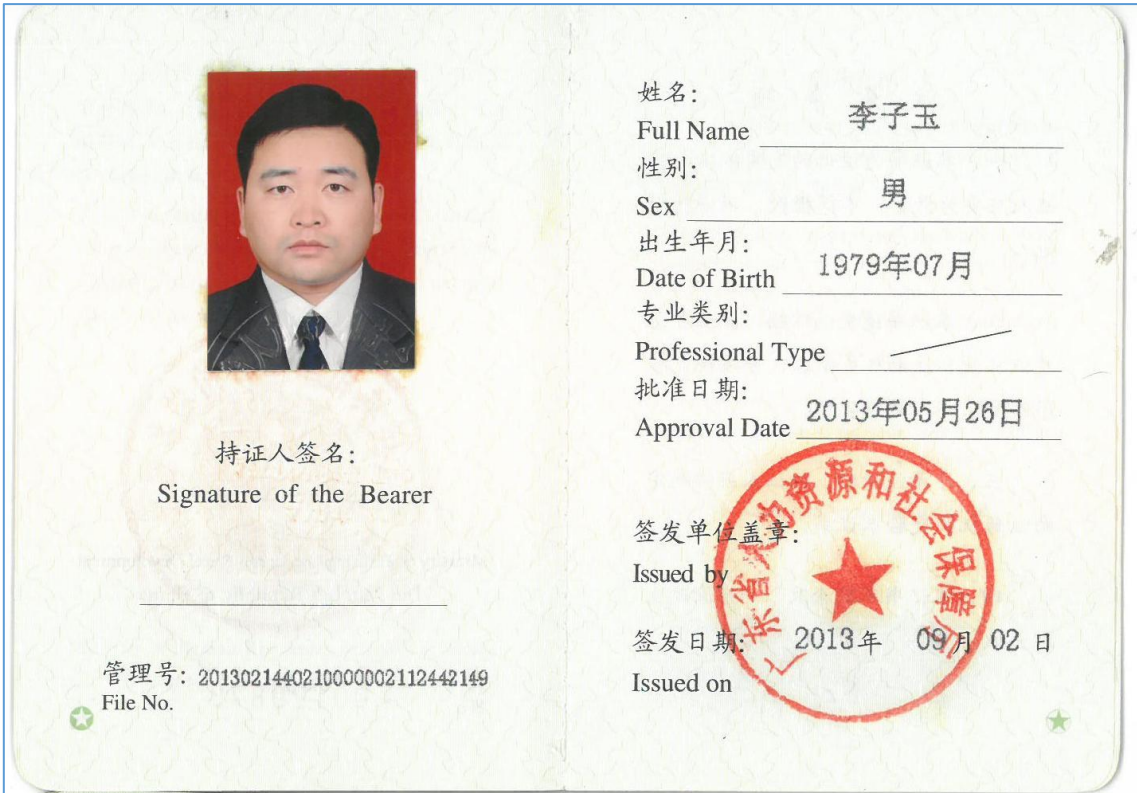 持证人签名:
Signature of the Bearer
管理号: 2013021440210000002112442149
File No.
姓名:
Full Name 李子玉
性别:
Sex 男
出生年月:
Date of Birth 1979年07月
专业类别:
Professional Type
批准日期:
Approval Date 2013年05月26日
广东省人力资源和社会保障厅
签发单位盖章:
Issued by
签发日期: 2013年 09月 02日
Issued on